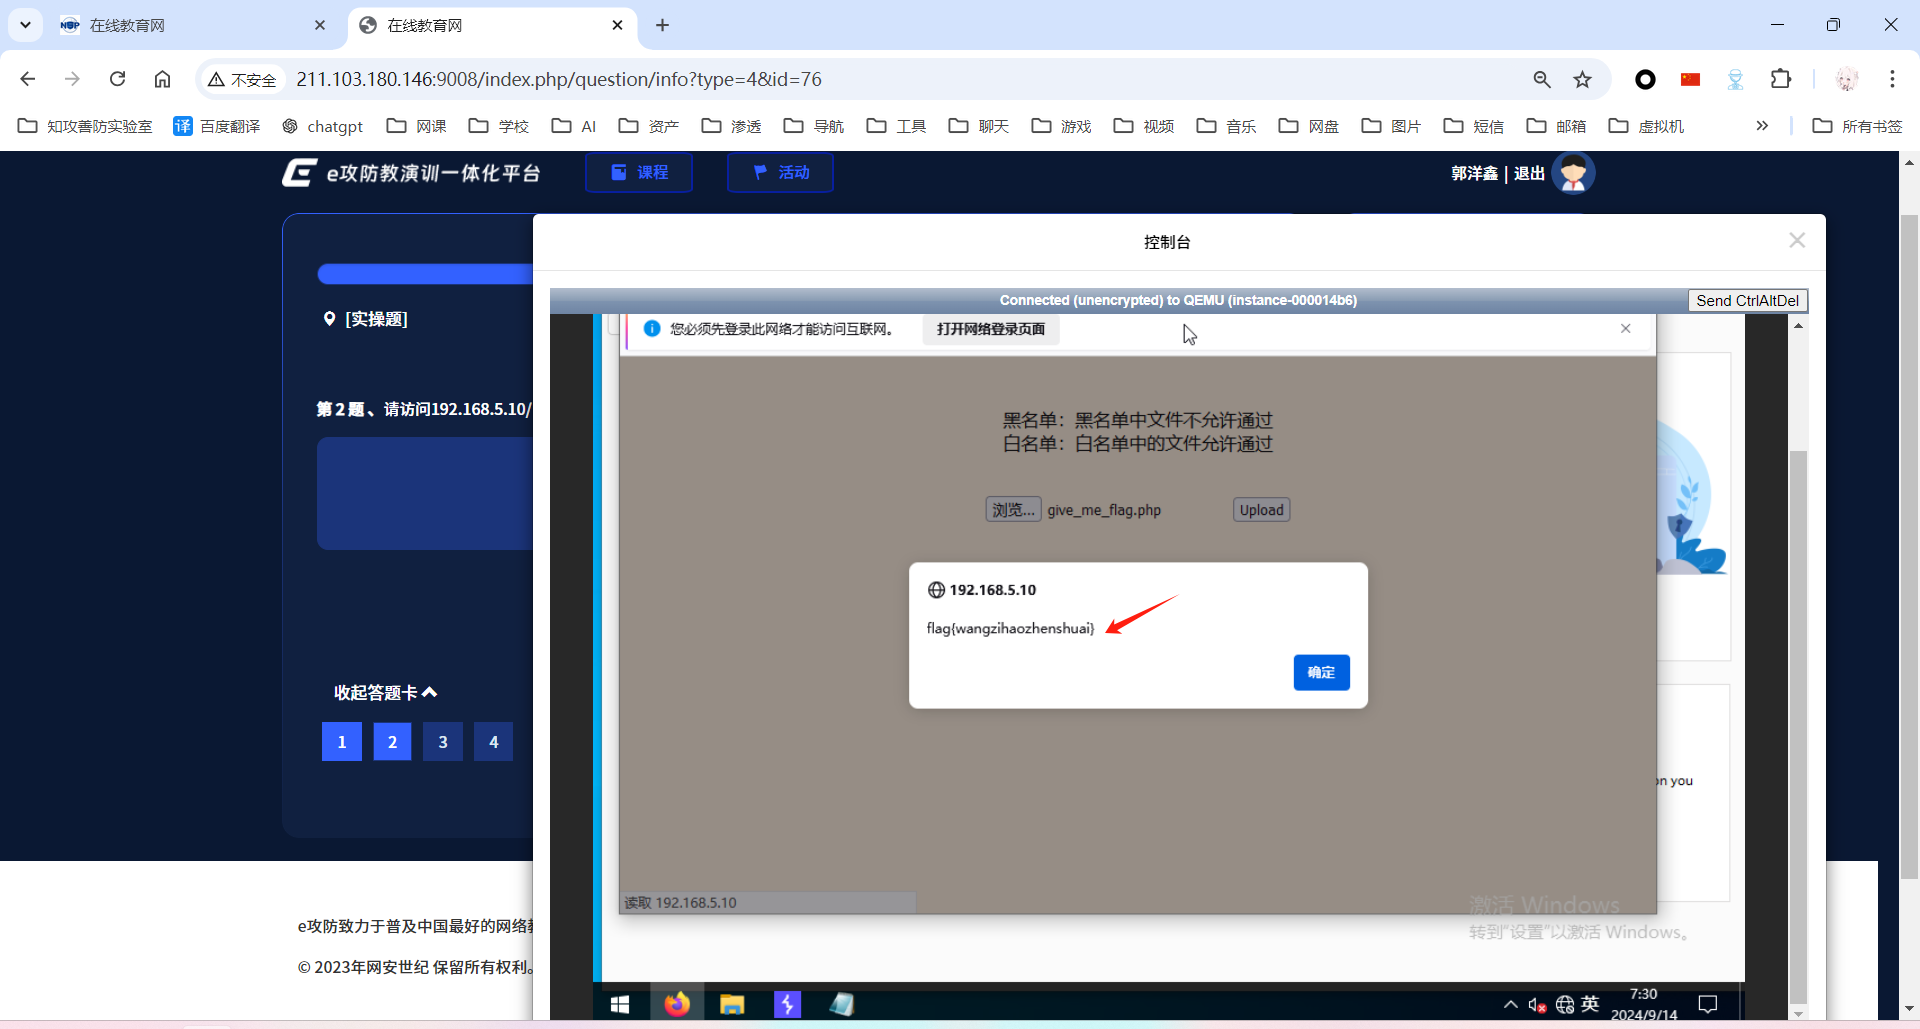 在线教育网
在线教育网
不安全
211.103.180.146:9008/index.php/question/info?type=4&id=76
知攻善防实验室
译 百度翻译
chatgpt
网课
学校
AI
资产
渗透
导航
工具
聊天
游戏
视频
音乐
网盘
图片
短信
邮箱
虚拟机
所有书签
e攻防教演训一体化平台
课程
活动
郭洋鑫 | 退出
控制台
Connected (unencrypted) to QEMU (instance-000014b6)
Send CtrlAltDel
[实操题]
您必须先登录此网络才能访问互联网。
打开网络登录页面
第2题、请访问192.168.5.10/
黑名单：黑名单中文件不允许通过
白名单：白名单中的文件允许通过
浏览... give_me_flag.php
Upload
192.168.5.10
flag{wangzihaozhenshuai}
确定
收起答题卡
1 2 3 4
on you
读取 192.168.5.10
激活 Windows
转到"设置"以激活 Windows。
e攻防致力于普及中国最好的网络
© 2023年网安世纪 保留所有权利。
英
7:30
2024/9/14